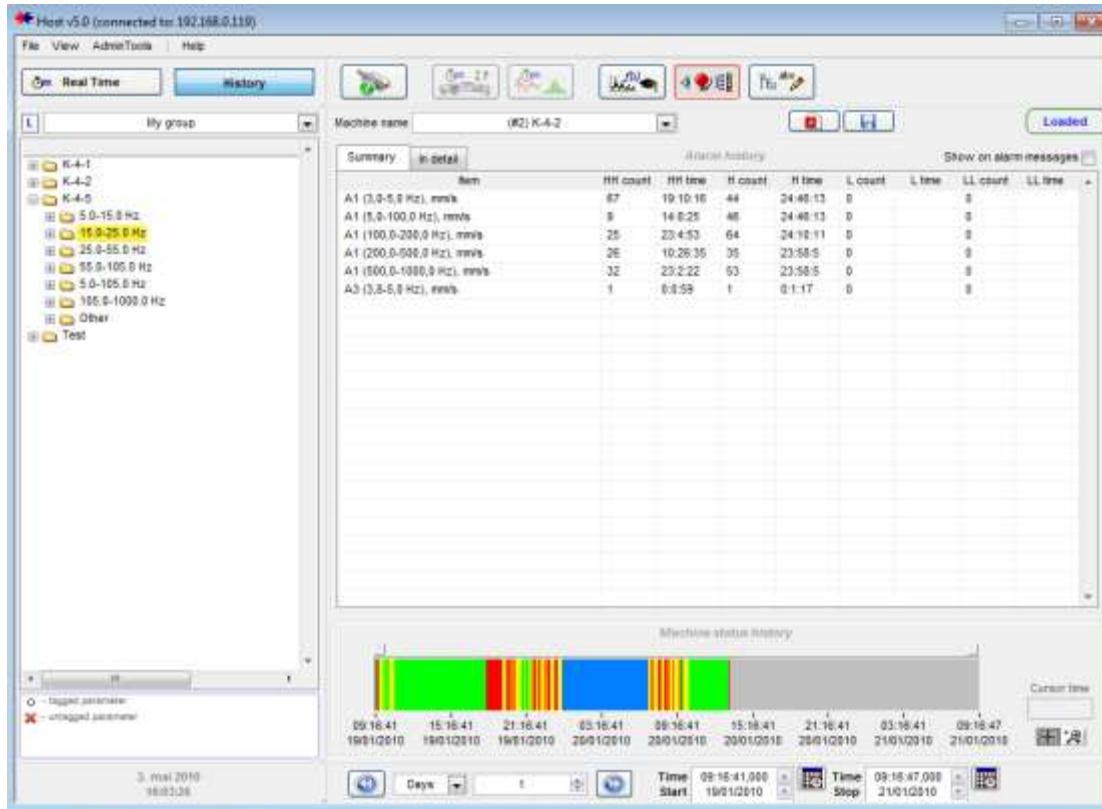 Host v5.0 (connected to: 192.168.0.119)
File View AdminTools Help
Real Time History
L My group Machine name (#2) K-4-2 Loaded
Summary In detail Alarm history Show on alarm messages
Item HH count HH time H count H time L count L time LL count LL time
A1 (3,0-5,0 Hz), mm/s 67 19:10:16 44 24:46:13 0 0
A1 (5,0-100,0 Hz), mm/s 9 14:0:25 46 24:46:13 0 0
A1 (100,0-200,0 Hz), mm/s 25 23:4:53 64 24:10:11 0 0
A1 (200,0-500,0 Hz), mm/s 26 10:26:35 35 23:58:5 0 0
A1 (500,0-1000,0 Hz), mm/s 32 23:2:22 53 23:58:5 0 0
A3 (3,8-5,0 Hz), mm/s 1 0:0:59 1 0:1:17 0 0
K-4-1
K-4-2
K-4-5
5.0-15.0 Hz
15.0-25.0 Hz
25.0-55.0 Hz
55.0-105.0 Hz
5.0-105.0 Hz
105.0-1000.0 Hz
Other
Test
- tagged parameter
- untagged parameter
3. mai 2010
Machine status history
Cursor time
09:16:41 15:16:41 21:16:41 03:16:41 09:16:41 15:16:41 21:16:41 03:16:41 09:16:47
19/01/2010 19/01/2010 19/01/2010 20/01/2010 20/01/2010 20/01/2010 20/01/2010 21/01/2010 21/01/2010
Days 1 Time Start 09:16:41,000 19/01/2010 Time Stop 09:16:47,000 21/01/2010